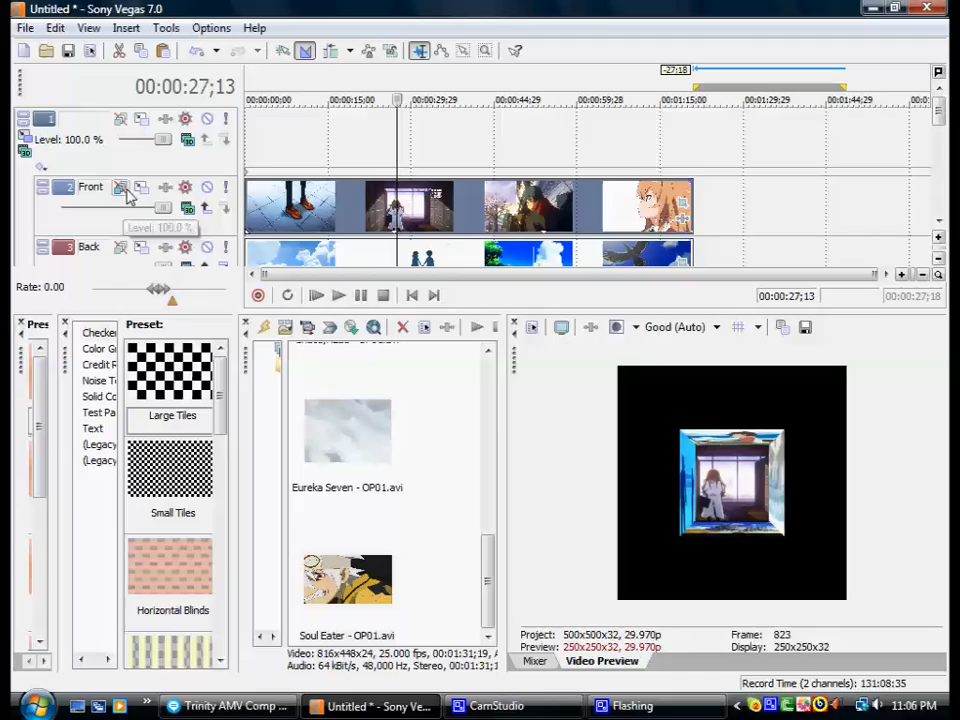 Untitled * - Sony Vegas 7.0
File Edit View Insert Tools Options Help
00:00:27;13
-27;18
00:00:00;00 00:00:15;00 00:00:29;29 00:00:44;29 00:00:59;28 00:01:15;00 00:01:29;29 00:01:44;29 00:0
1
Level: 100.0 %
2 Front
Level: 100.0 %
3 Back
Rate: 0.00
00:00:27;13 00:00:27;18
Pres
Checker
Color Gr
Credit R
Noise T
Solid Co
Test Pa
Text
(Legacy
(Legacy
Preset:
Large Tiles
Small Tiles
Horizontal Blinds
Eureka Seven - OP01.avi
Soul Eater - OP01.avi
Video: 816x448x24, 25.000 fps, 00:01:31;19,
Audio: 64 kBit/s, 48,000 Hz, Stereo, 00:01:31;1
Good (Auto)
Project: 500x500x32, 29.970p
Preview: 250x250x32, 29.970p
Frame: 823
Display: 250x250x32
Mixer Video Preview
Record Time (2 channels): 131:08:35
Trinity AMV Comp ...
Untitled * - Sony Ve...
CamStudio
Flashing
11:06 PM